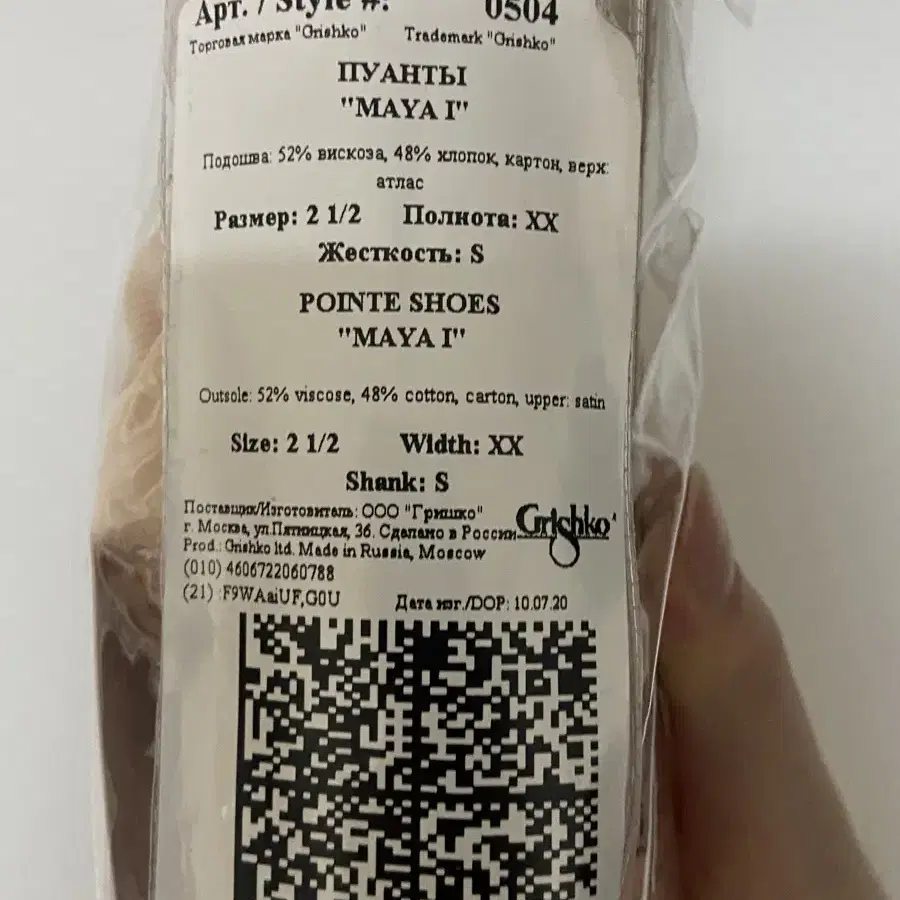 Арт. / Style #: 0504
Торговая марка "Grishko" Trademark "Grishko"
ПУАНТЫ
"MAYA I"
Подошва: 52% вискоза, 48% хлопок, картон, верх:
атлас
Размер: 2 1/2 Полнота: XX
Жесткость: S
POINTE SHOES
"MAYA I"
Outsole: 52% viscose, 48% cotton, carton, upper: satin
Size: 2 1/2 Width: XX
Shank: S
Поставщик/Изготовитель: ООО "Гришко"
г. Москва, ул.Пятницкая, 36. Сделано в России
Grishko
Prod.: Grishko ltd. Made in Russia, Moscow
(010) 4606722060788
(21) :F9WAaiUF,G0U Дата изг./DOP: 10.07.20